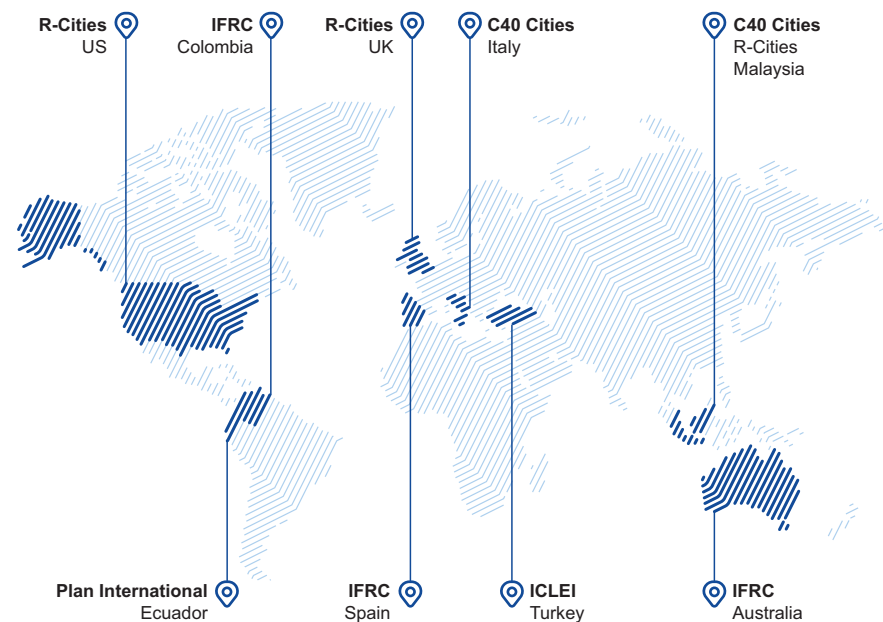 R-Cities
US
IFRC
Colombia
R-Cities
UK
C40 Cities
Italy
C40 Cities
R-Cities
Malaysia
Plan International
Ecuador
IFRC
Spain
ICLEI
Turkey
IFRC
Australia